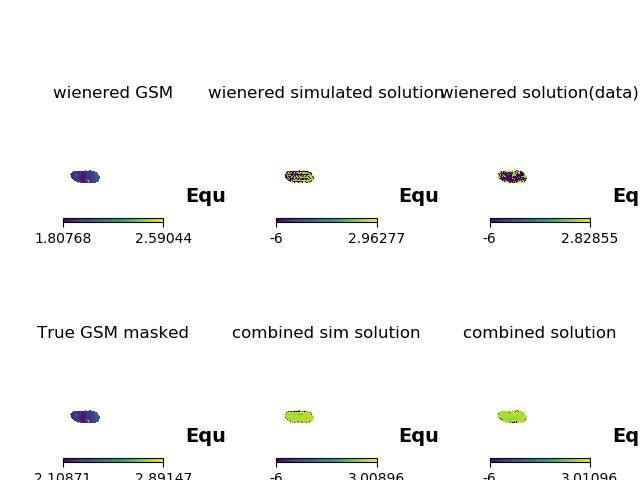 wienered GSM
wienered simulated solution
wienered solution(data)
Equ
Equ
Eq
1.80768 2.59044
-6 2.96277
-6 2.82855
True GSM masked
combined sim solution
combined solution
Equ
Equ
Eq
2.10871 2.89147
-6 3.00896
-6 3.01096